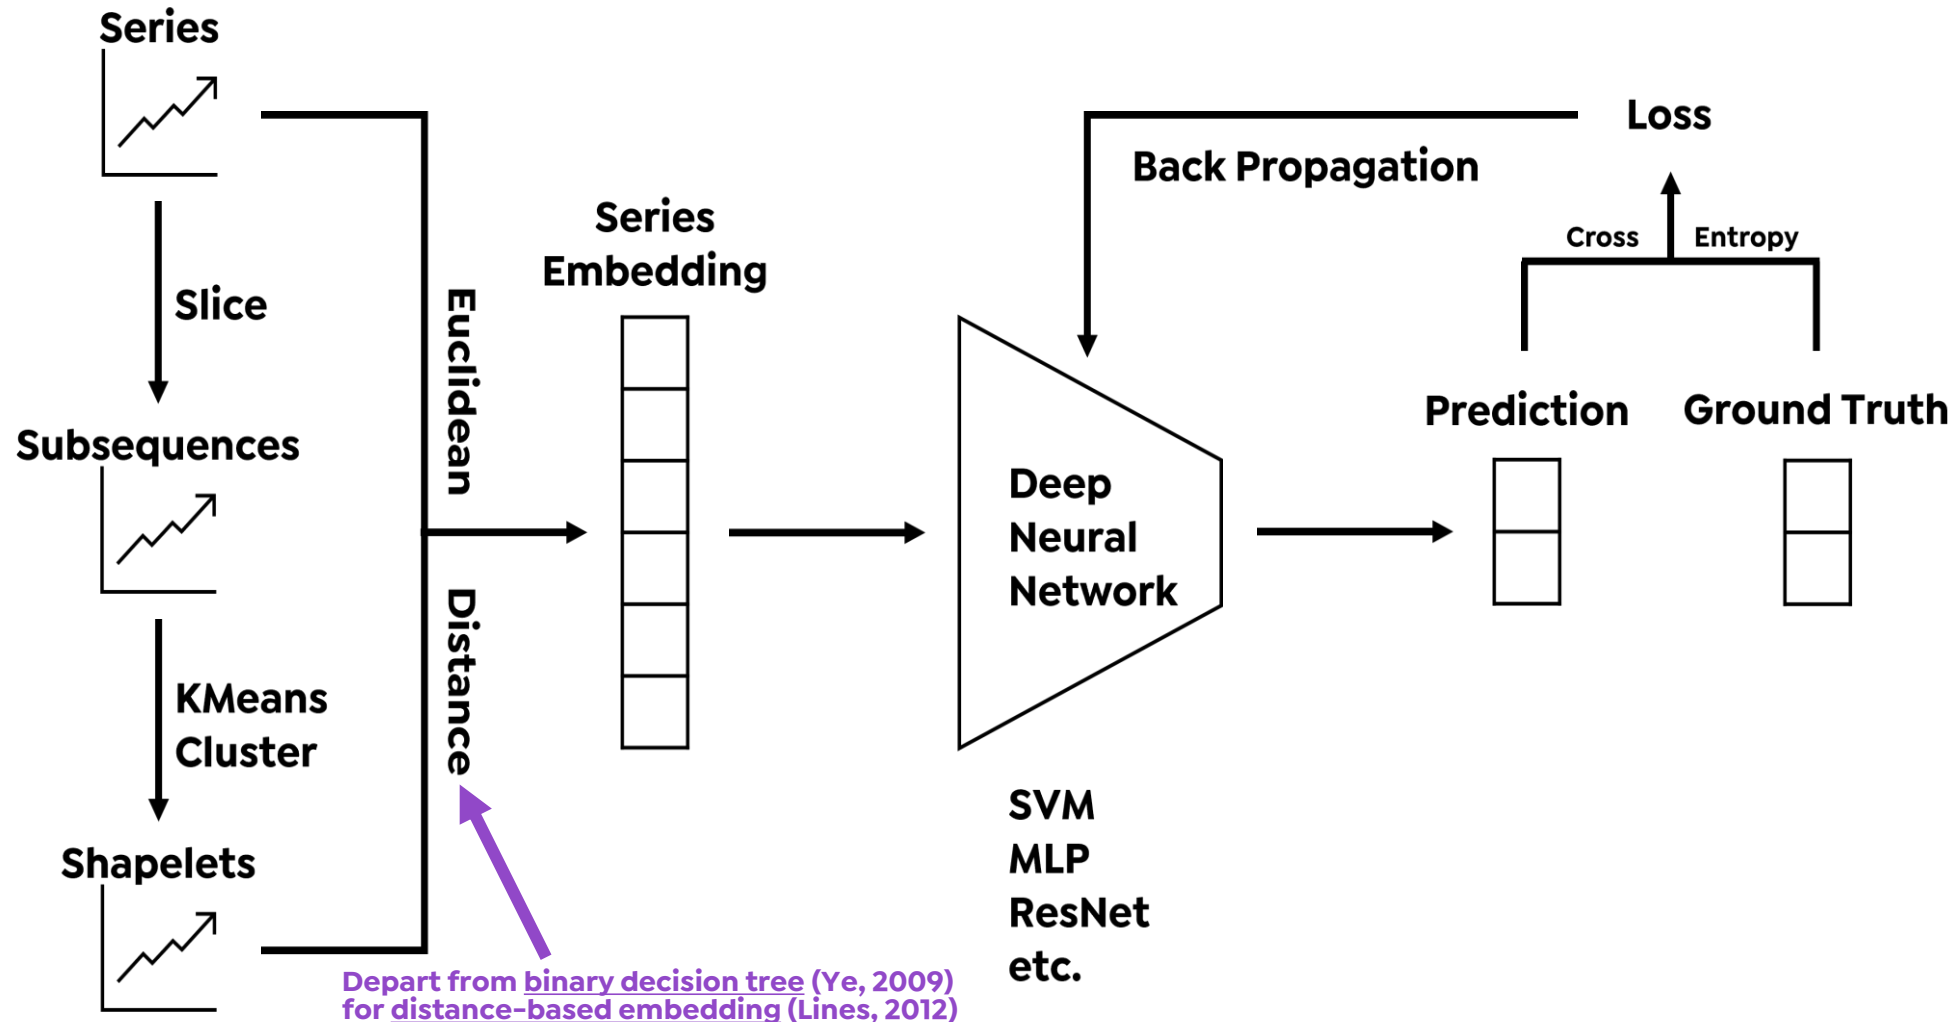 Series
Slice
Subsequences
KMeans
Cluster
Shapelets
Euclidean
Distance
Depart from binary decision tree (Ye, 2009)
for distance-based embedding (Lines, 2012)
Series
Embedding
Deep
Neural
Network
SVM
MLP
ResNet
etc.
Back Propagation
Loss
Cross Entropy
Prediction
Ground Truth